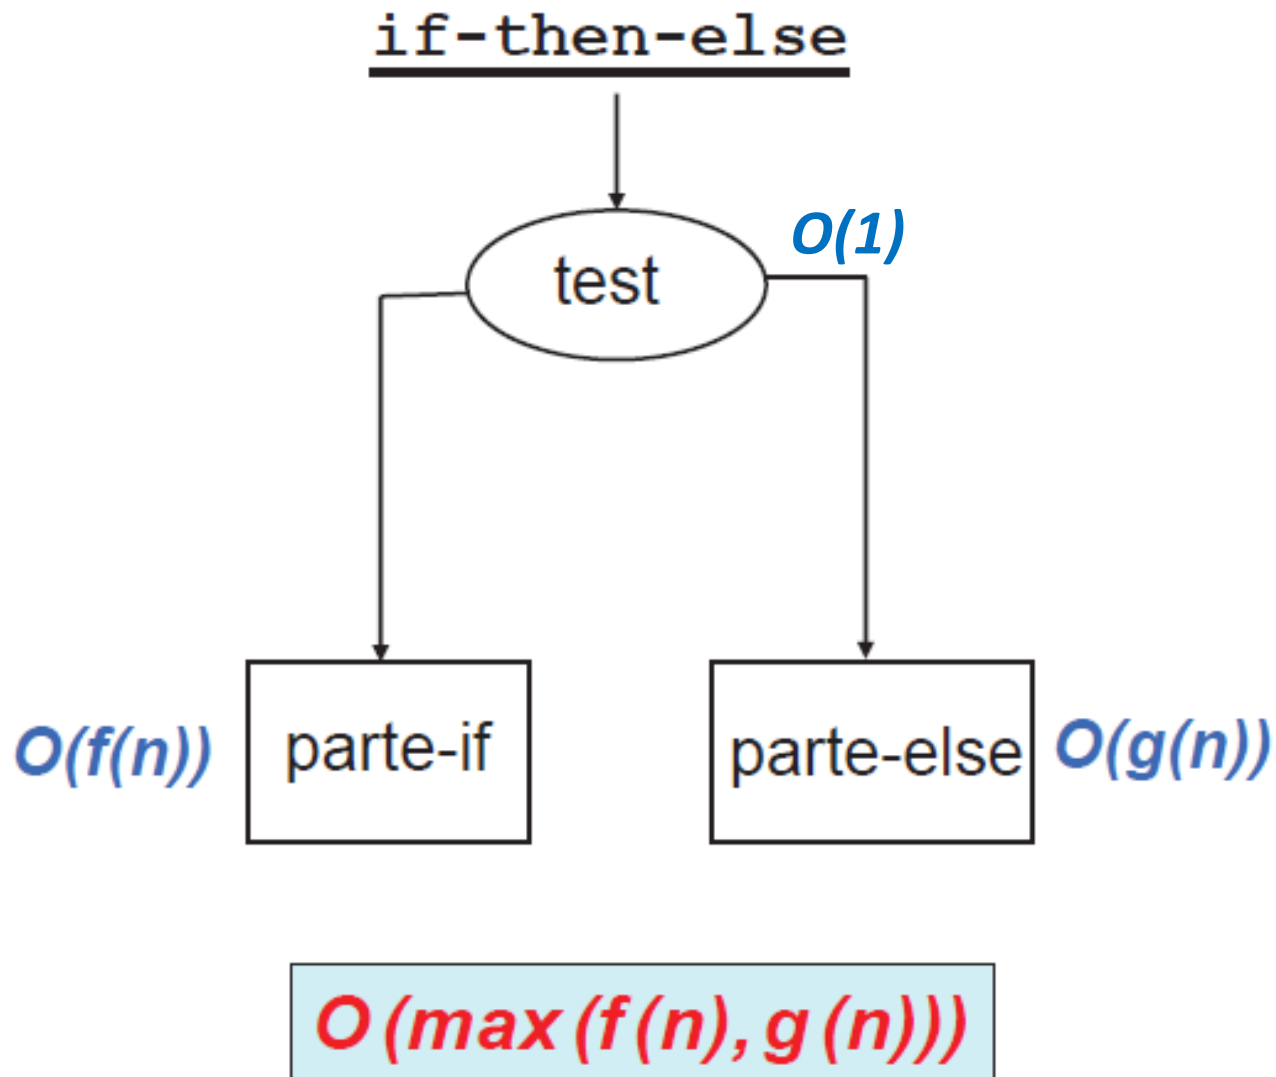 if-then-else
O(1)
test
O(f(n))
parte-if
parte-else
O(g(n))
O(max(f(n),g(n)))